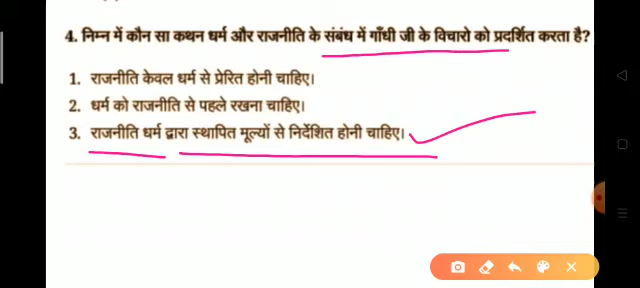 4. निम्न में कौन सा कथन धर्म और राजनीति के संबंध में गाँधी जी के विचारो को प्रदर्शित करता है?
1. राजनीति केवल धर्म से प्रेरित होनी चाहिए।
2. धर्म को राजनीति से पहले रखना चाहिए।
3. राजनीति धर्म द्वारा स्थापित मूल्यों से निर्देशित होनी चाहिए।